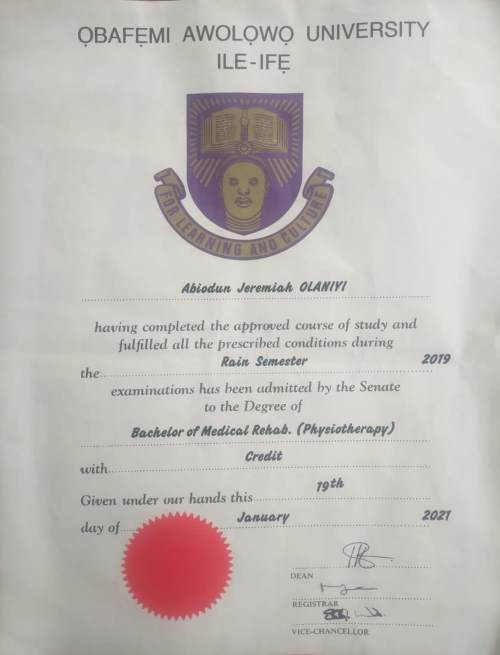 ỌBAFẸMI AWOLỌWỌ UNIVERSITY
ILE-IFẸ
FOR LEARNING AND CULTURE
Abiodun Jeremiah OLANIYI
having completed the approved course of study and
fulfilled all the prescribed conditions during
the Rain Semester 2019
examinations has been admitted by the Senate
to the Degree of
Bachelor of Medical Rehab. (Physiotherapy)
with Credit
Given under our hands this 19th
day of January 2021
DEAN
REGISTRAR
VICE-CHANCELLOR